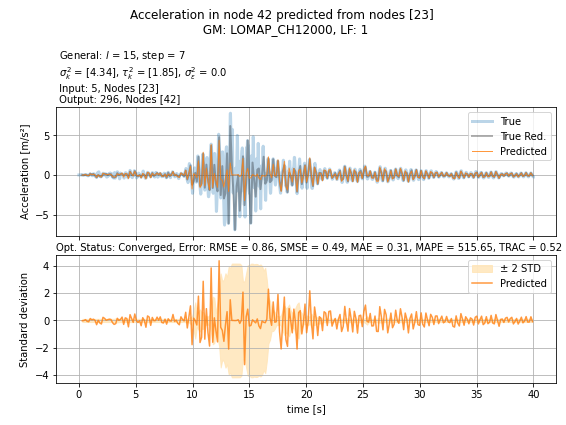 Acceleration in node 42 predicted from nodes [23]
GM: LOMAP_CH12000, LF: 1
General: l = 15, step = 7
σ²ₖ = [4.34], τ²ₖ = [1.85], σ²ε = 0.0
Input: 5, Nodes [23]
Output: 296, Nodes [42]
True
True Red.
Predicted
Acceleration [m/s²]
5
0
−5
Opt. Status: Converged, Error: RMSE = 0.86, SMSE = 0.49, MAE = 0.31, MAPE = 515.65, TRAC = 0.52
± 2 STD
Predicted
Standard deviation
4
2
0
−2
−4
0 5 10 15 20 25 30 35 40
time [s]